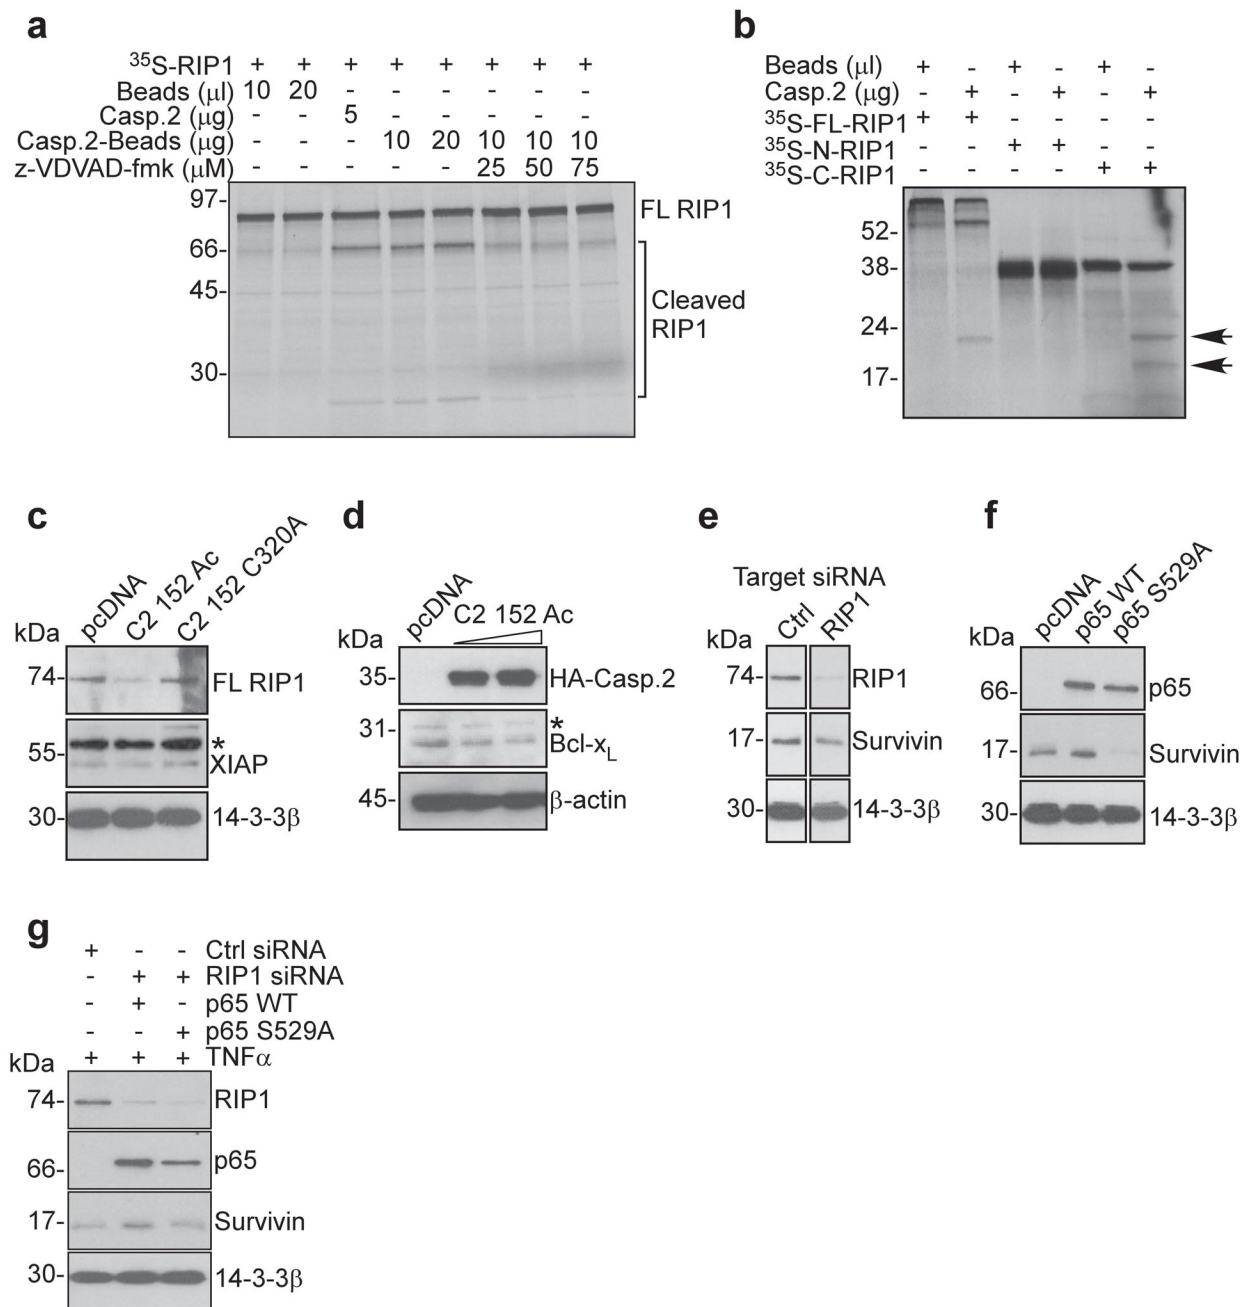 a
³⁵S-RIP1 + + + + + + + +
Beads (μl) 10 20 - - - - - -
Casp.2 (μg) - - 5 - - - - -
Casp.2-Beads (μg) - - - 10 20 10 10 10
z-VDVAD-fmk (μM) - - - - - 25 50 75
97-
FL RIP1
66-
45-
Cleaved
RIP1
30-
b
Beads (μl) + - + - + -
Casp.2 (μg) - + - + - +
³⁵S-FL-RIP1 + + - - - -
³⁵S-N-RIP1 - - + + - -
³⁵S-C-RIP1 - - - - + +
52-
38-
24-
17-
c
pcDNA
C2 152 Ac
C2 152 C320A
kDa
74- FL RIP1
*
55- XIAP
30- 14-3-3β
d
pcDNA
C2 152 Ac
kDa
35- HA-Casp.2
31- *
Bcl-xL
45- β-actin
e
Target siRNA
Ctrl
RIP1
kDa
74- RIP1
17- Survivin
30- 14-3-3β
f
pcDNA
p65 WT
p65 S529A
kDa
66- p65
17- Survivin
30- 14-3-3β
g
+ - - Ctrl siRNA
- + + RIP1 siRNA
- + - p65 WT
- - + p65 S529A
kDa + + + TNFα
74- RIP1
66- p65
17- Survivin
30- 14-3-3β